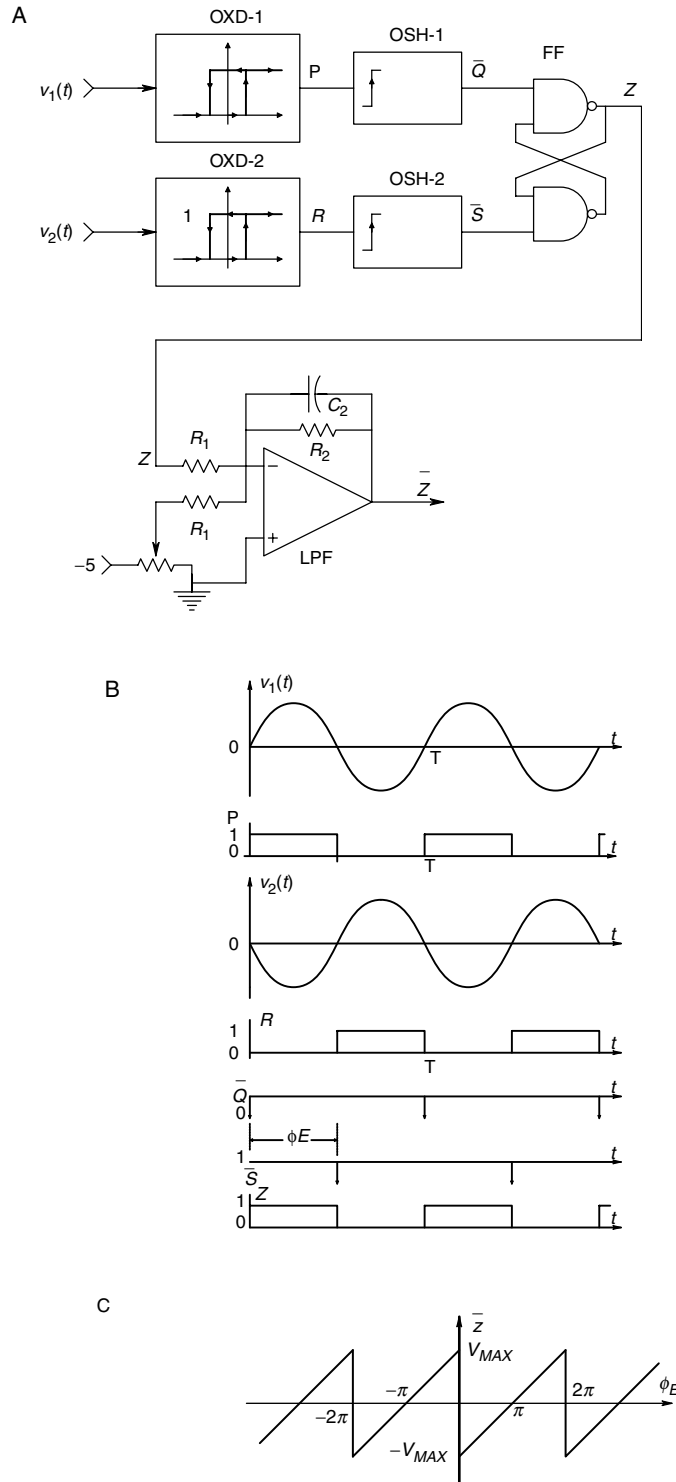 A
OXD-1
OSH-1
FF
v1(t)
P
Q̅
Z
OXD-2
OSH-2
v2(t)
1
R
S̅
C2
R2
Z
R1
−
Z̅
R1
+
LPF
−5
B
v1(t)
0
T
t
P
1
0
T
t
v2(t)
0
t
R
1
0
T
t
Q̅
0
t
ϕE
1
t
S̅
Z
1
0
t
C
z̅
VMAX
−π
2π
ϕE
−2π
π
−VMAX